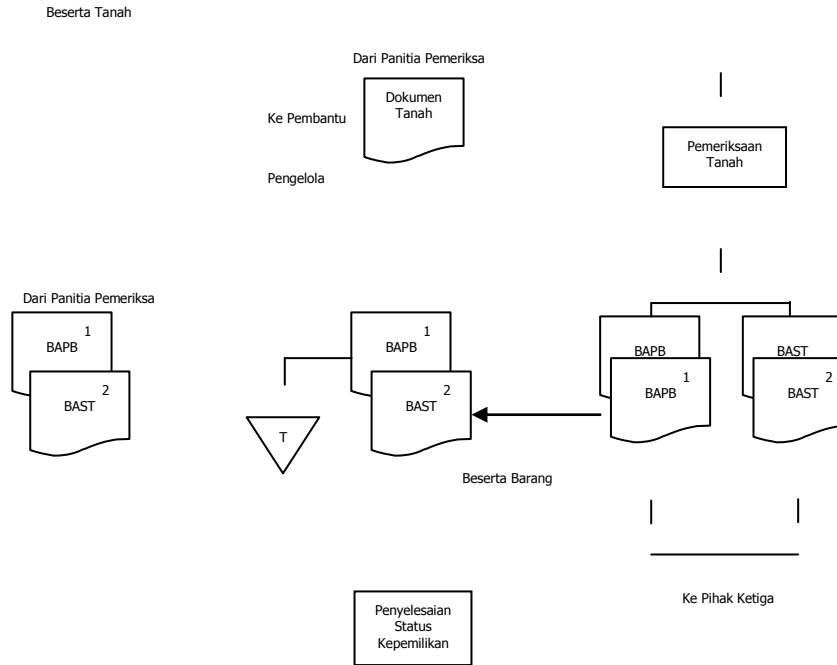 Beserta Tanah
Dari Panitia Pemeriksa
Dokumen
Tanah
Ke Pembantu
Pengelola
Pemeriksaan
Tanah
Dari Panitia Pemeriksa
1
BAPB
2
BAST
1
BAPB
2
BAST
T
BAPB
1
BAPB
BAST
2
BAST
Beserta Barang
Ke Pihak Ketiga
Penyelesaian
Status
Kepemilikan